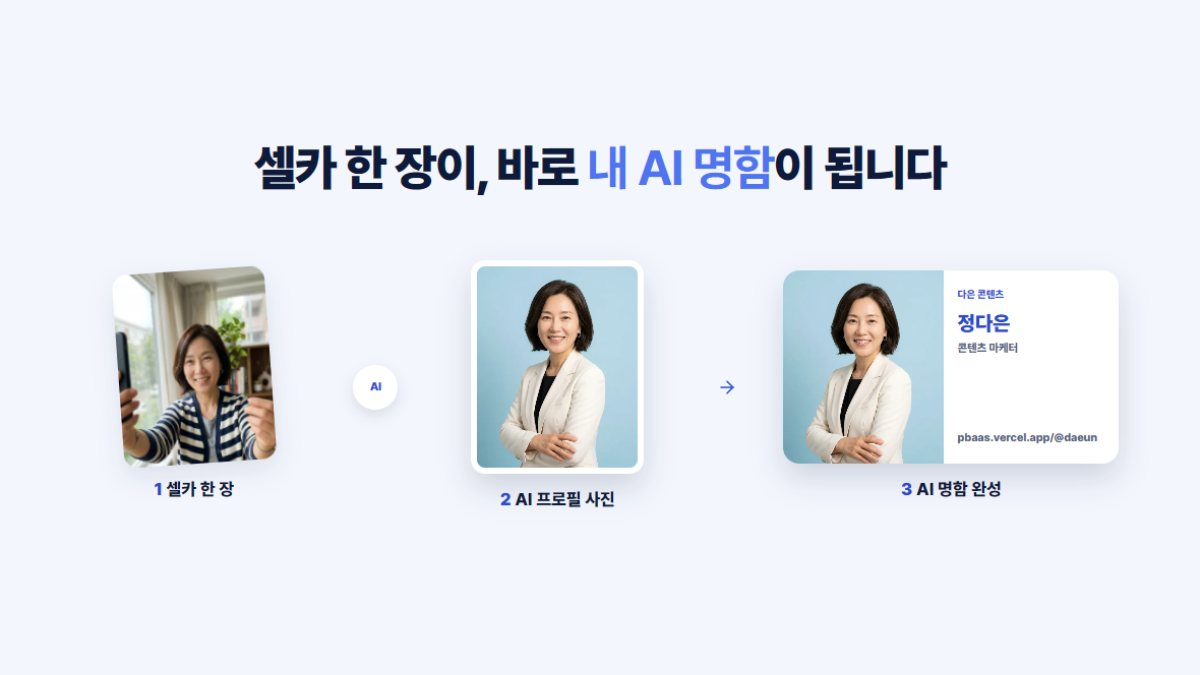 셀카 한 장이, 바로 내 AI 명함이 됩니다
AI
1 셀카 한 장
2 AI 프로필 사진
다은 콘텐츠
정다은
콘텐츠 마케터
pbaas.vercel.app/@daeun
3 AI 명함 완성